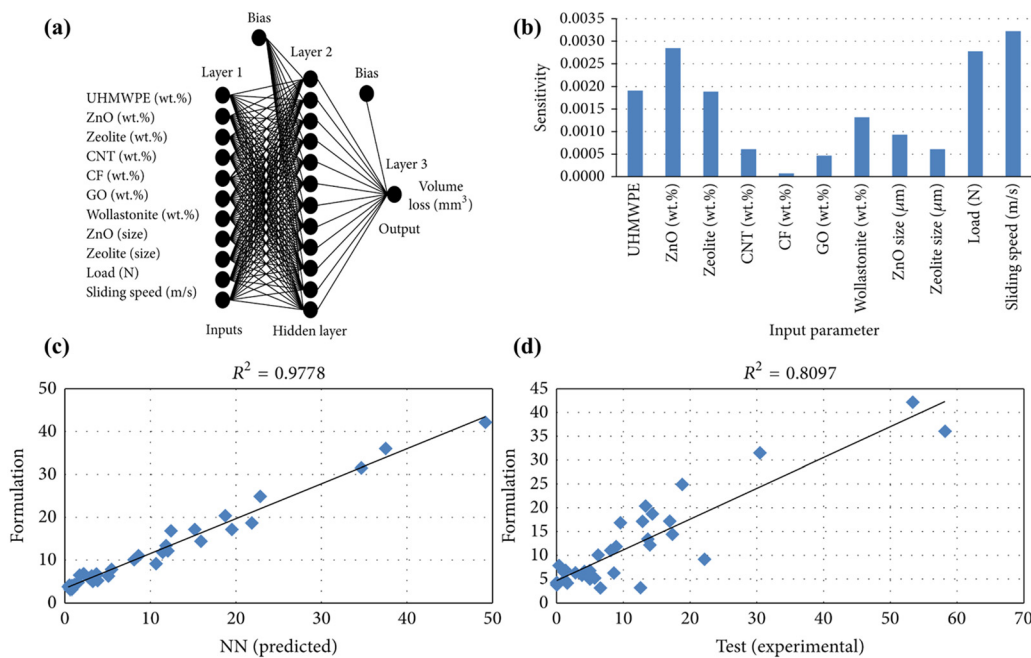 (a)
Bias
Layer 1
Layer 2
Bias
UHMWPE (wt.%)
ZnO (wt.%)
Zeolite (wt.%)
CNT (wt.%)
CF (wt.%)
GO (wt.%)
Wollastonite (wt.%)
ZnO (size)
Zeolite (size)
Load (N)
Sliding speed (m/s)
Layer 3
Volume
loss (mm³)
Output
Inputs
Hidden layer
(b)
Sensitivity
0.0035
0.0030
0.0025
0.0020
0.0015
0.0010
0.0005
0.0000
UHMWPE
ZnO (wt.%)
Zeolite (wt.%)
CNT (wt.%)
CF (wt.%)
GO (wt.%)
Wollastonite (wt.%)
ZnO size (μm)
Zeolite size (μm)
Load (N)
Sliding speed (m/s)
Input parameter
(c)
R² = 0.9778
Formulation
50
40
30
20
10
0
0 10 20 30 40 50
NN (predicted)
(d)
R² = 0.8097
Formulation
45
40
35
30
25
20
15
10
5
0
0 10 20 30 40 50 60 70
Test (experimental)